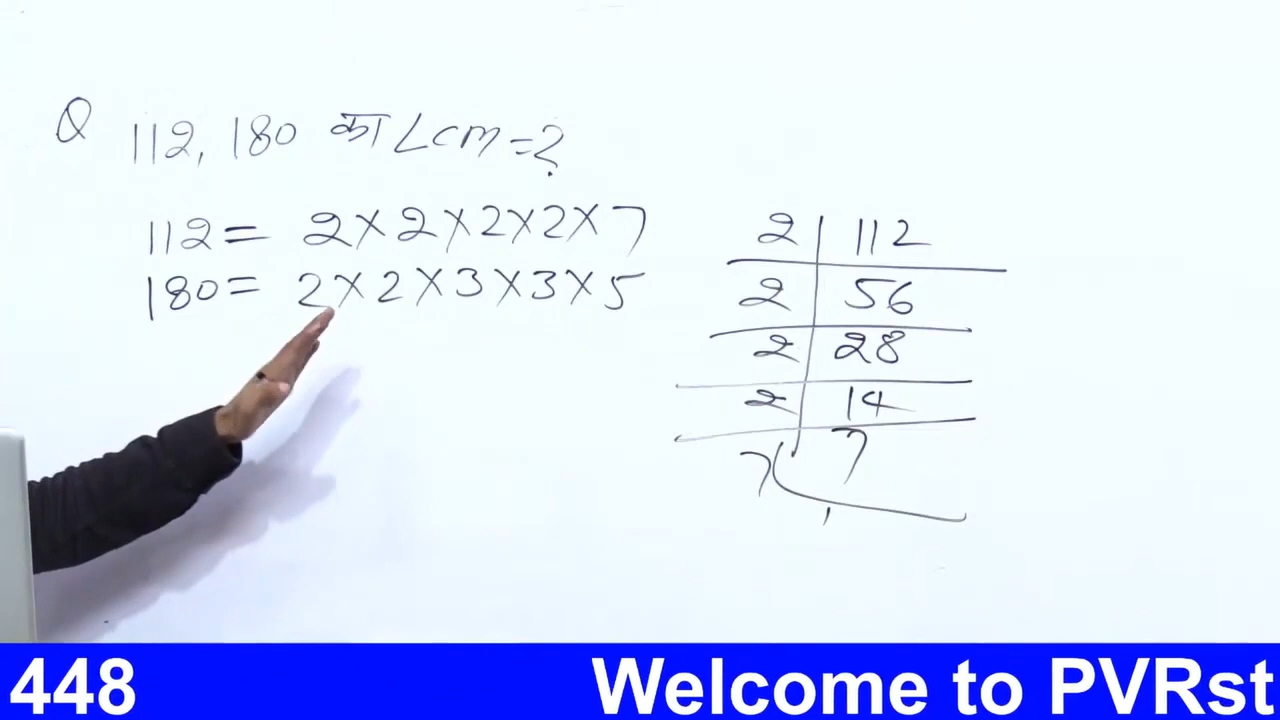 Q 112, 180 का Lcm = ?
112 = 2 × 2 × 2 × 2 × 7
180 = 2 × 2 × 3 × 3 × 5
2 | 112
2 | 56
2 | 28
2 | 14
7 | 7
1
448 Welcome to PVRst